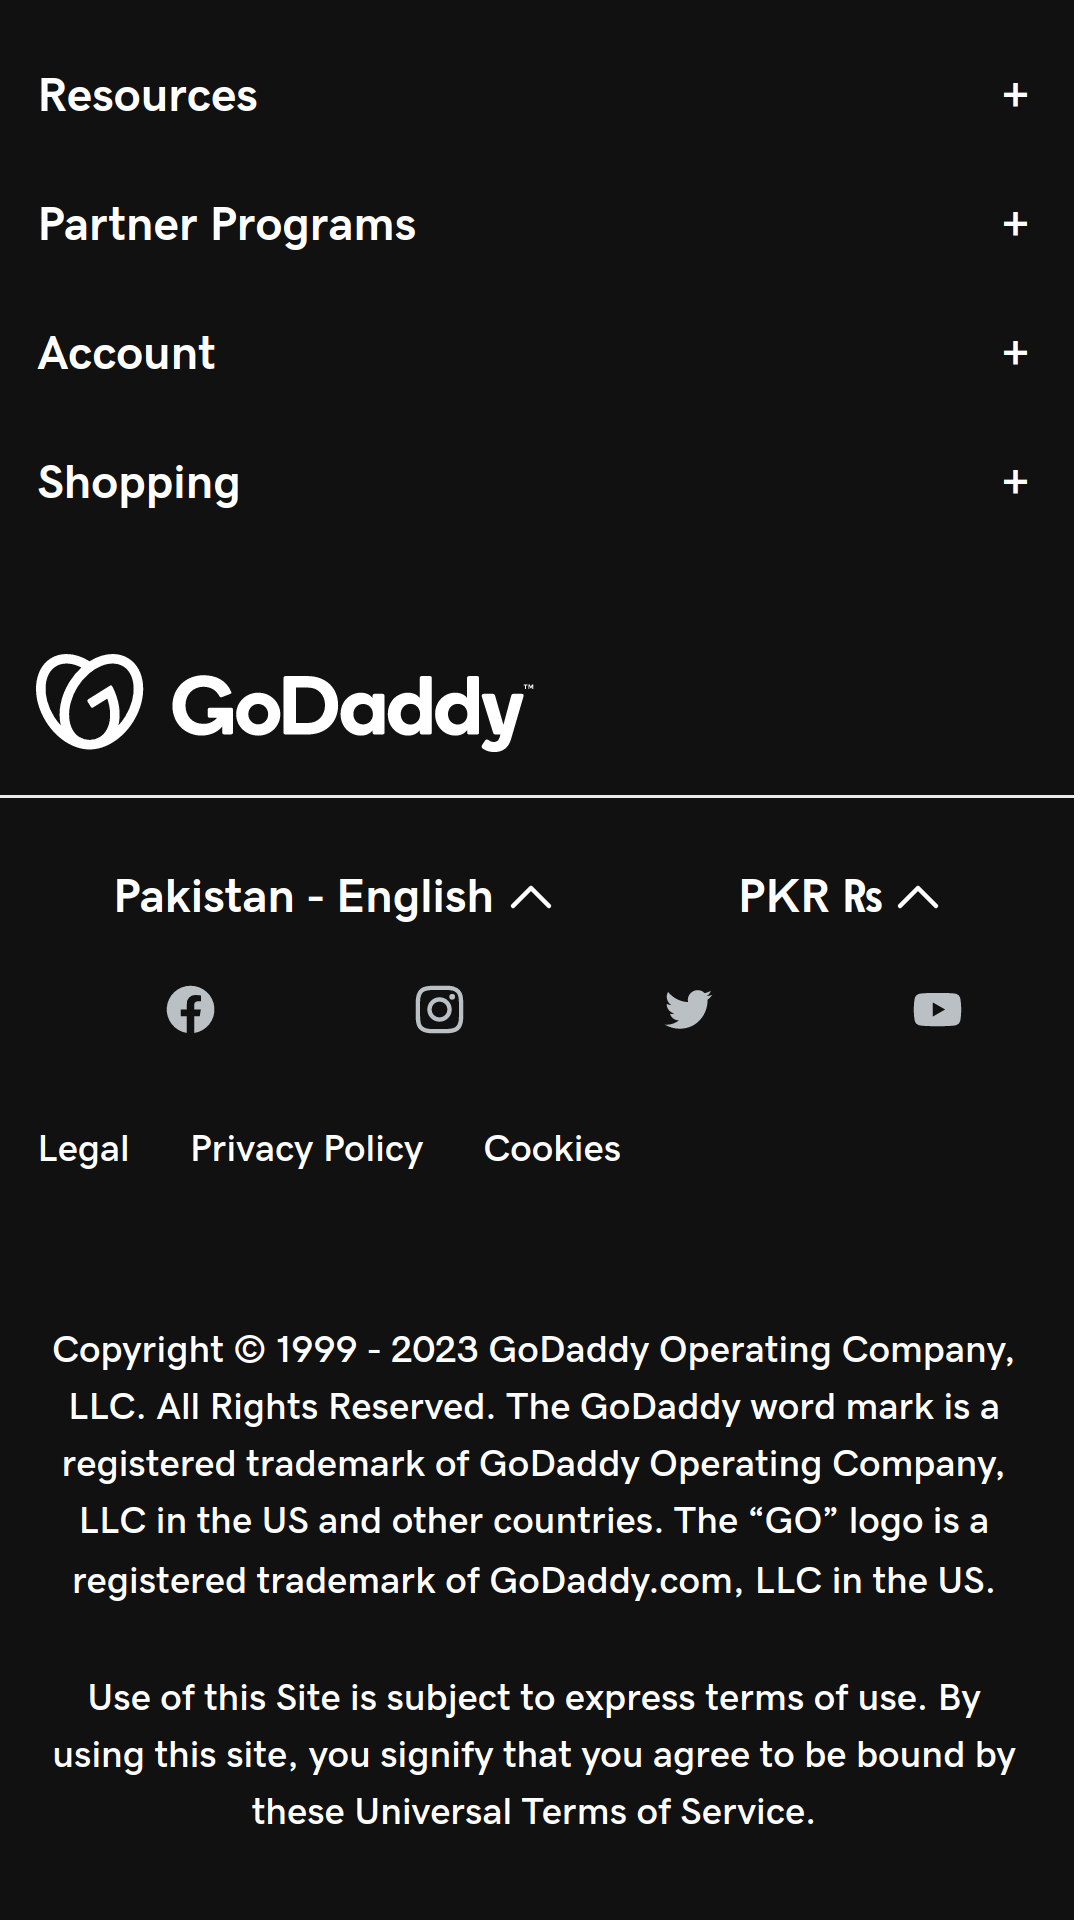 Resources +
Partner Programs +
Account +
Shopping +
GoDaddy™
Pakistan - English PKR ₨
Legal Privacy Policy Cookies
Copyright © 1999 - 2023 GoDaddy Operating Company,
LLC. All Rights Reserved. The GoDaddy word mark is a
registered trademark of GoDaddy Operating Company,
LLC in the US and other countries. The “GO” logo is a
registered trademark of GoDaddy.com, LLC in the US.
Use of this Site is subject to express terms of use. By
using this site, you signify that you agree to be bound by
these Universal Terms of Service.